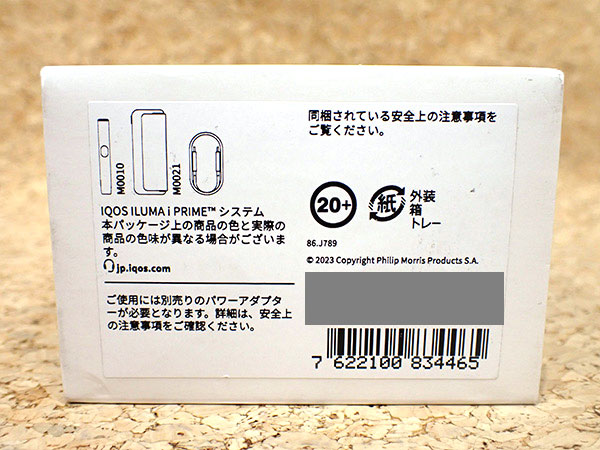 M0010
M0021
IQOS ILUMA i PRIME™ システム
本パッケージ上の商品の色と実際の
商品の色味が異なる場合がございま
す。
jp.iqos.com
ご使用には別売りのパワーアダプタ
ーが必要となります。詳細は、安全上
の注意事項をご確認ください。
同梱されている安全上の注意事項を
ご覧ください。
20+
紙
外装
箱
トレー
86.J789
© 2023 Copyright Philip Morris Products S.A.
7 622100 834465